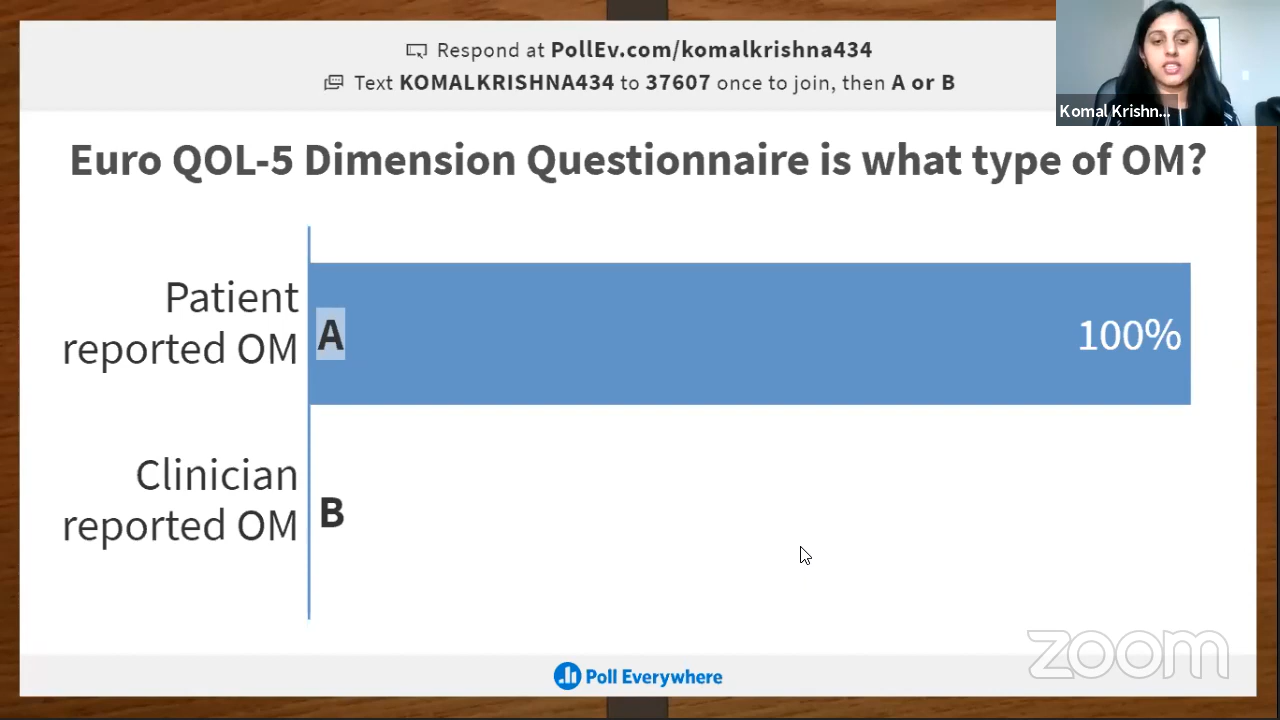 Respond at PollEv.com/komalkrishna434
Text KOMALKRISHNA434 to 37607 once to join, then A or B
Komal Krishn...
Euro QOL-5 Dimension Questionnaire is what type of OM?
Patient
reported OM
A
100%
Clinician
reported OM
B
zoom
Poll Everywhere